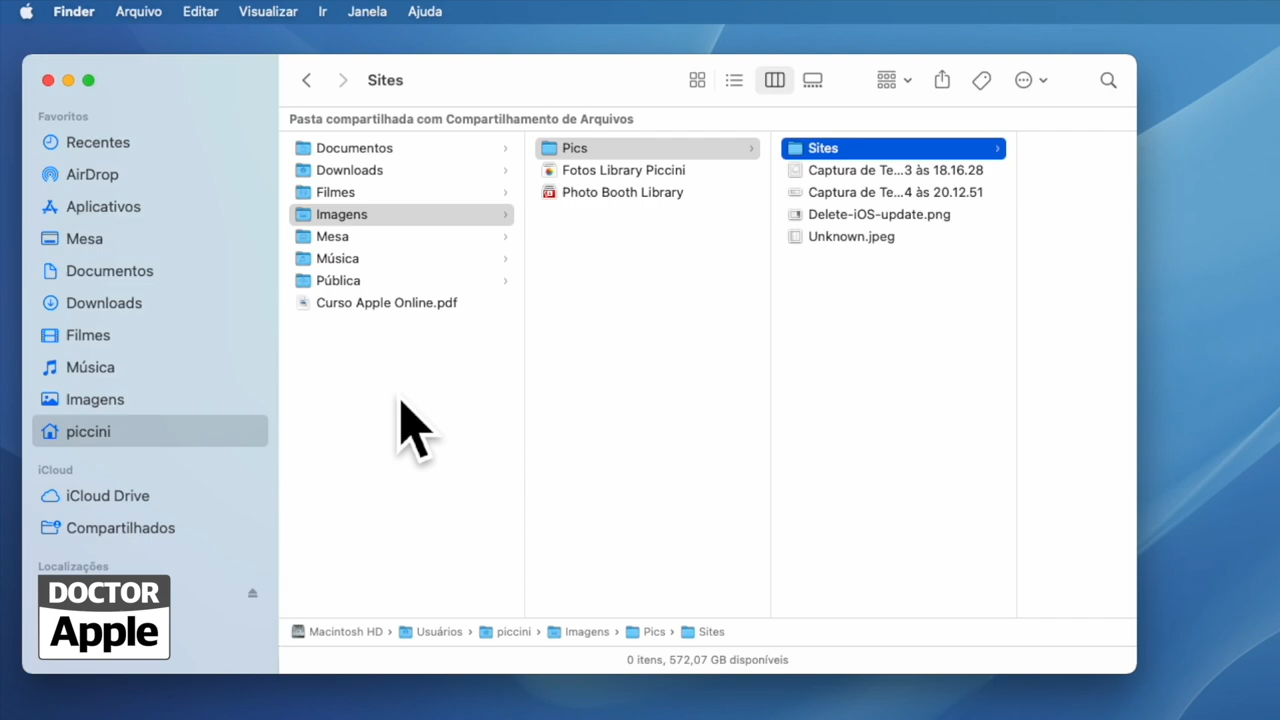 Finder Arquivo Editar Visualizar Ir Janela Ajuda
Sites
Pasta compartilhada com Compartilhamento de Arquivos
Favoritos
Recentes
AirDrop
Aplicativos
Mesa
Documentos
Downloads
Filmes
Música
Imagens
piccini
iCloud
iCloud Drive
Compartilhados
Localizações
DOCTOR
Apple
Documentos
Downloads
Filmes
Imagens
Mesa
Música
Pública
Curso Apple Online.pdf
Pics
Fotos Library Piccini
Photo Booth Library
Sites
Captura de Te...3 às 18.16.28
Captura de Te...4 às 20.12.51
Delete-iOS-update.png
Unknown.jpeg
Macintosh HD › Usuários › piccini › Imagens › Pics › Sites
0 itens, 572,07 GB disponíveis